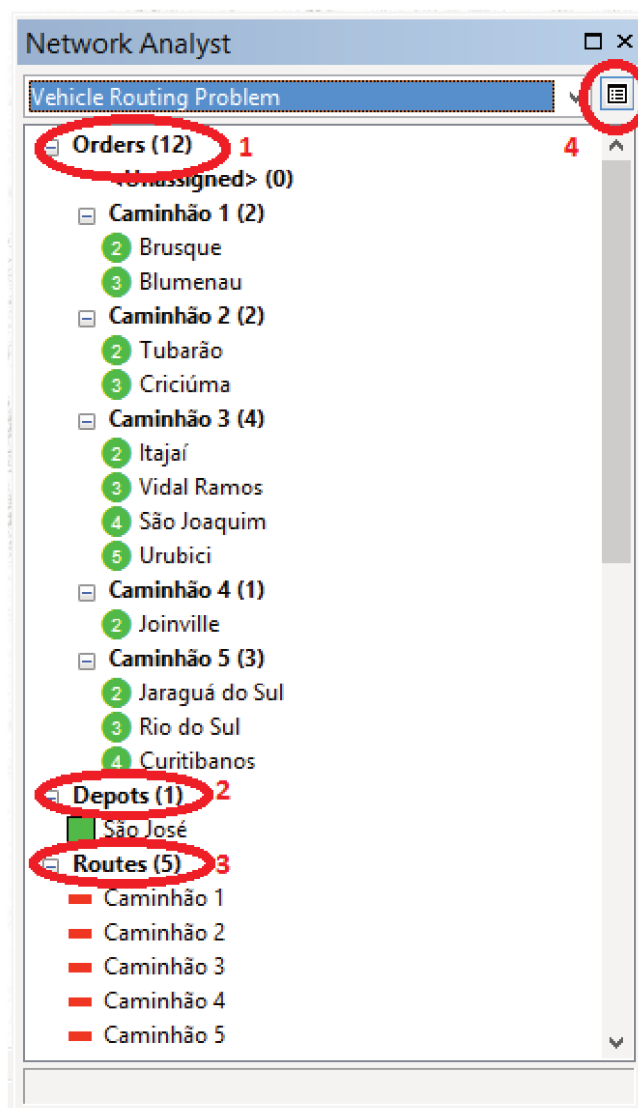 Network Analyst
Vehicle Routing Problem
Orders (12) 1 4
<Unassigned> (0)
Caminhão 1 (2)
2 Brusque
3 Blumenau
Caminhão 2 (2)
2 Tubarão
3 Criciúma
Caminhão 3 (4)
2 Itajaí
3 Vidal Ramos
4 São Joaquim
5 Urubici
Caminhão 4 (1)
2 Joinville
Caminhão 5 (3)
2 Jaraguá do Sul
3 Rio do Sul
4 Curitibanos
Depots (1) 2
São José
Routes (5) 3
Caminhão 1
Caminhão 2
Caminhão 3
Caminhão 4
Caminhão 5